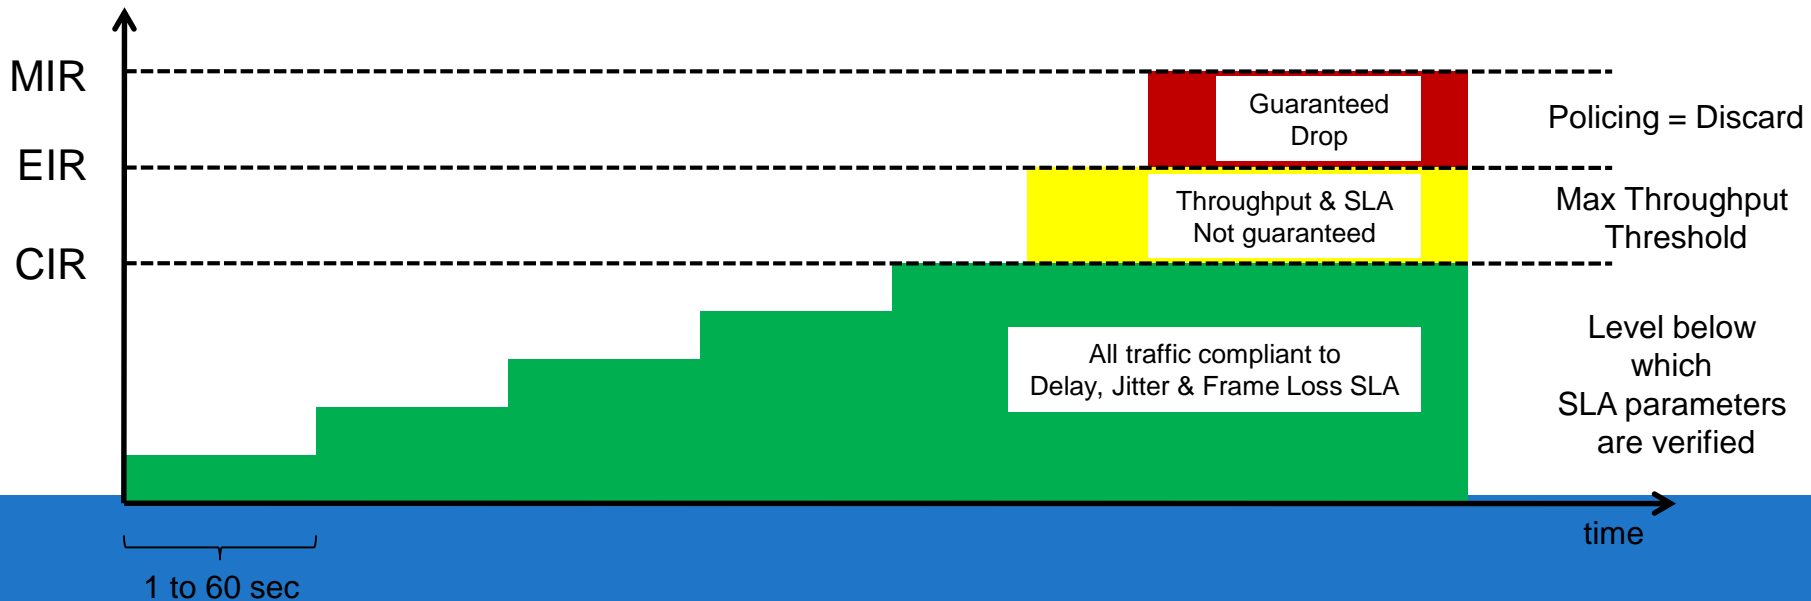 MIR
EIR
CIR
Guaranteed
Drop
Policing = Discard
Throughput & SLA
Not guaranteed
Max Throughput
Threshold
All traffic compliant to
Delay, Jitter & Frame Loss SLA
Level below
which
SLA parameters
are verified
time
1 to 60 sec